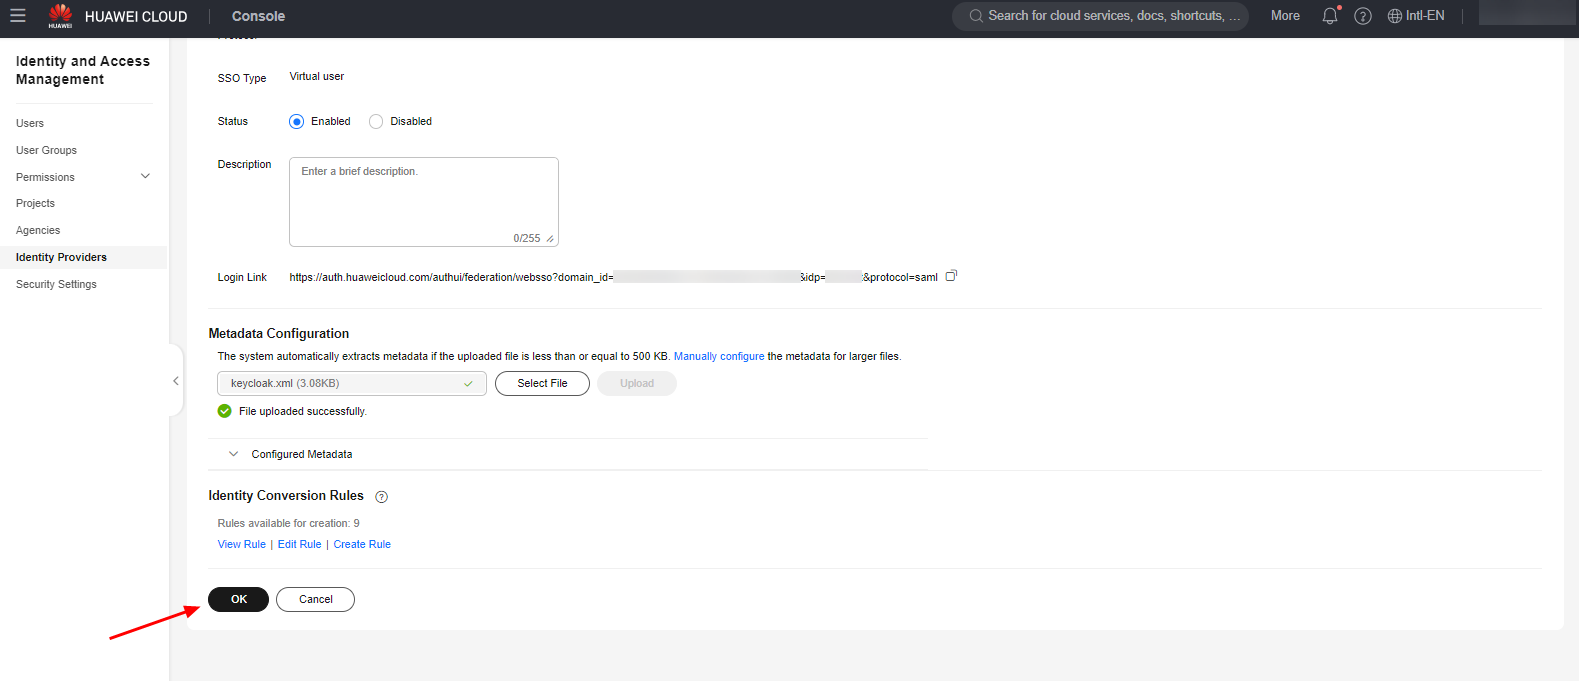 HUAWEI
HUAWEI CLOUD
Console
Search for cloud services, docs, shortcuts, ...
More
Intl-EN
Identity and Access
Management
Users
User Groups
Permissions
Projects
Agencies
Identity Providers
Security Settings
SSO Type Virtual user
Status Enabled Disabled
Description Enter a brief description.
0/255
Login Link https://auth.huaweicloud.com/authui/federation/websso?domain_id= &idp= &protocol=saml
Metadata Configuration
The system automatically extracts metadata if the uploaded file is less than or equal to 500 KB. Manually configure the metadata for larger files.
keycloak.xml (3.08KB) Select File Upload
File uploaded successfully.
Configured Metadata
Identity Conversion Rules ?
Rules available for creation: 9
View Rule | Edit Rule | Create Rule
OK Cancel